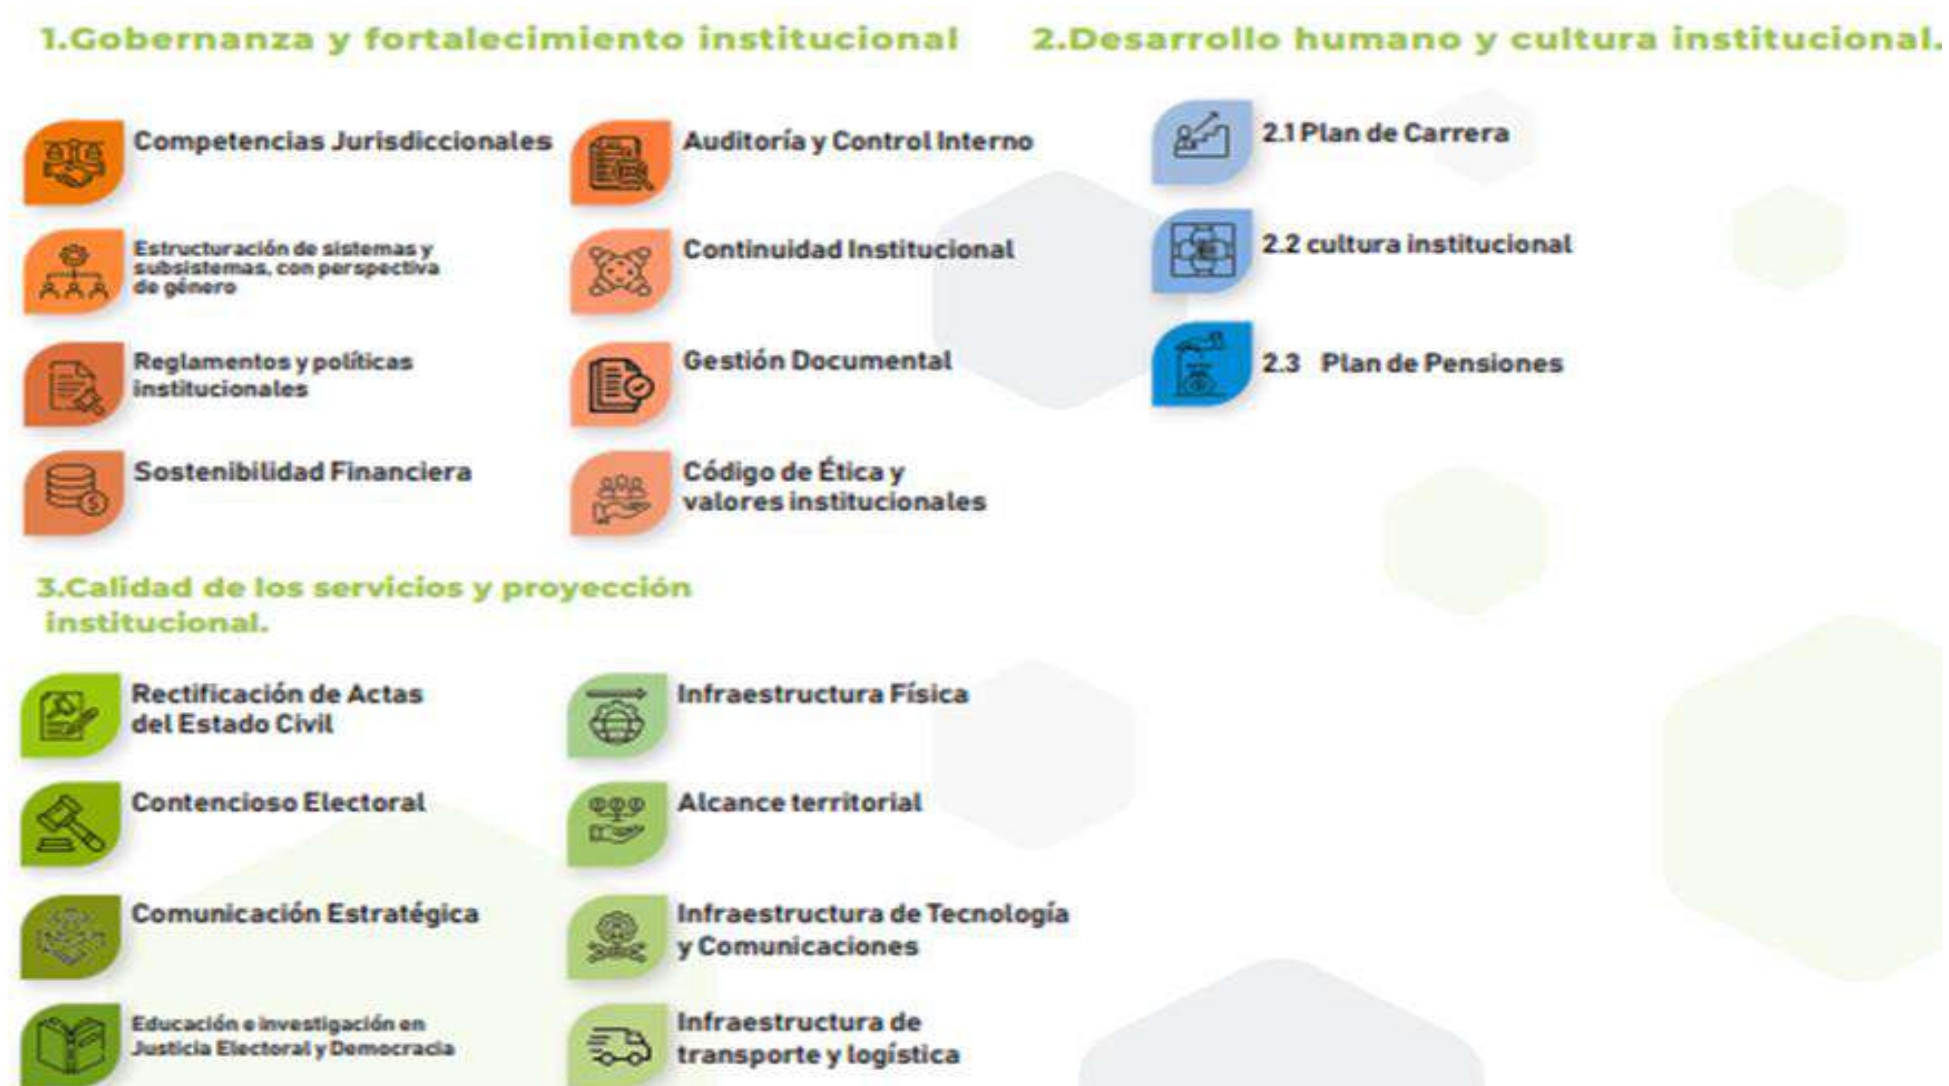 1.Gobernanza y fortalecimiento institucional
Competencias Jurisdiccionales
Estructuración de sistemas y
subsistemas, con perspectiva
de género
Reglamentos y políticas
institucionales
Sostenibilidad Financiera
Auditoría y Control Interno
Continuidad Institucional
Gestión Documental
Código de Ética y
valores institucionales
2.Desarrollo humano y cultura institucional.
2.1 Plan de Carrera
2.2 cultura institucional
2.3 Plan de Pensiones
3.Calidad de los servicios y proyección
institucional.
Rectificación de Actas
del Estado Civil
Contencioso Electoral
Comunicación Estratégica
Educación e investigación en
Justicia Electoral y Democracia
Infraestructura Física
Alcance territorial
Infraestructura de Tecnología
y Comunicaciones
Infraestructura de
transporte y logística